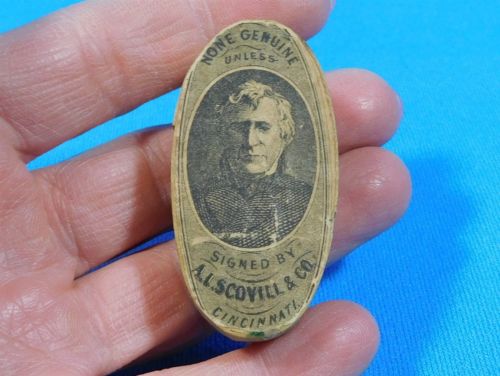 NONE GENUINE
UNLESS
SIGNED BY
A.L. SCOVILL & CO.
CINCINNATI.